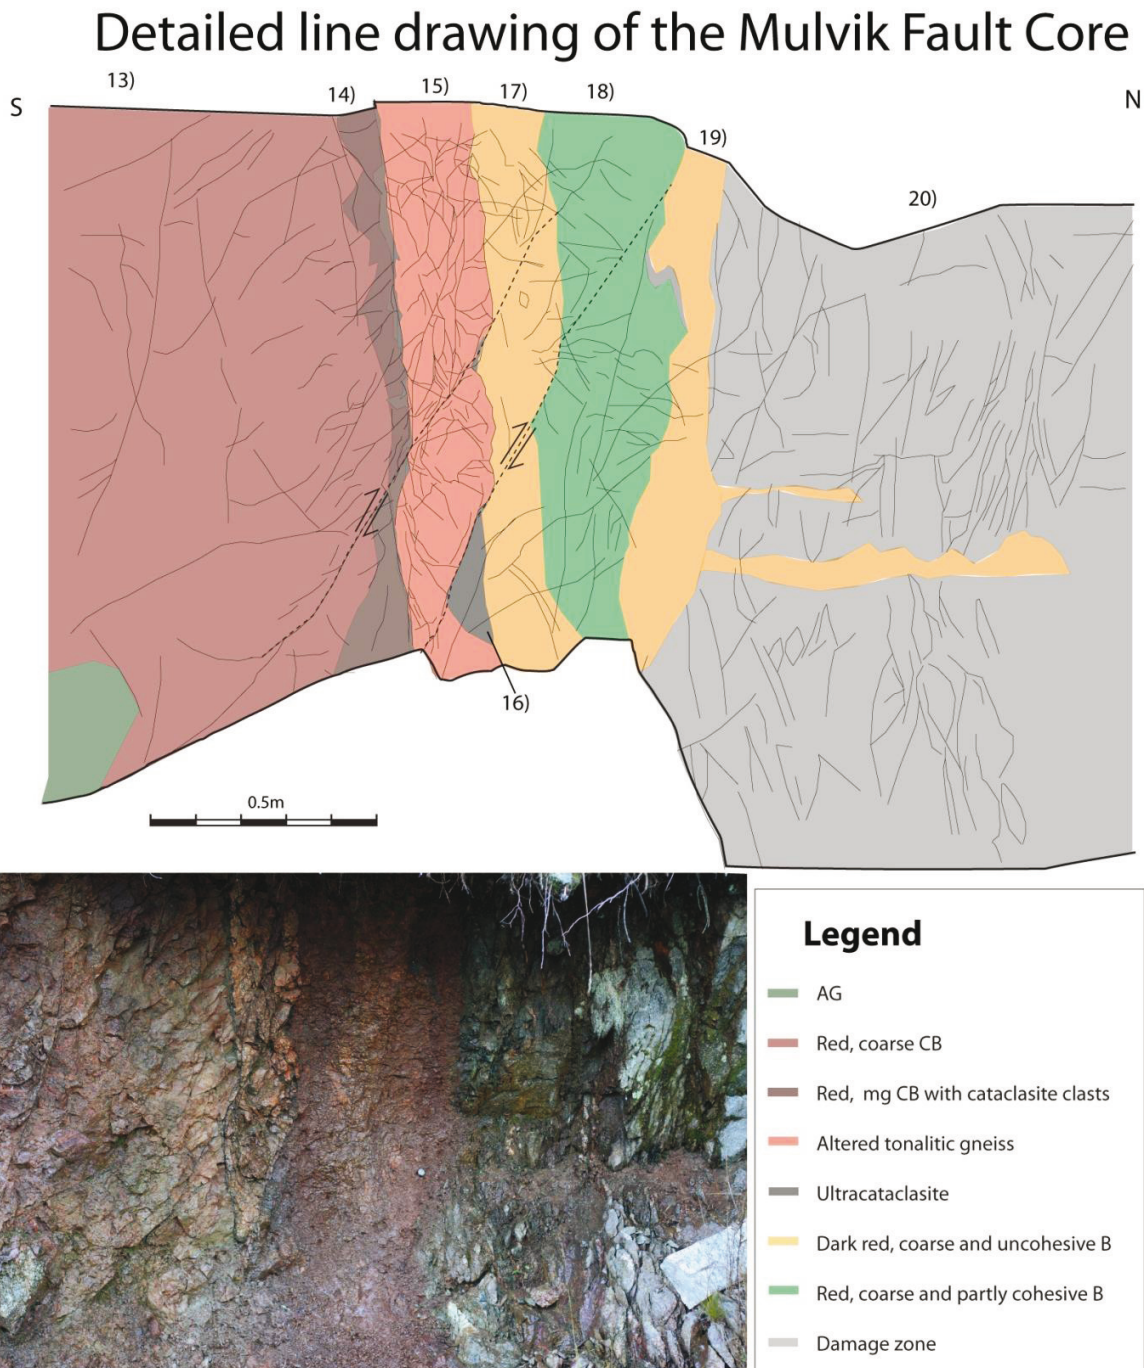 Detailed line drawing of the Mulvik Fault Core
13)
14)
15)
17)
18)
S
N
19)
20)
16)
0.5m
Legend
AG
Red, coarse CB
Red, mg CB with cataclasite clasts
Altered tonalitic gneiss
Ultracataclasite
Dark red, coarse and uncohesive B
Red, coarse and partly cohesive B
Damage zone